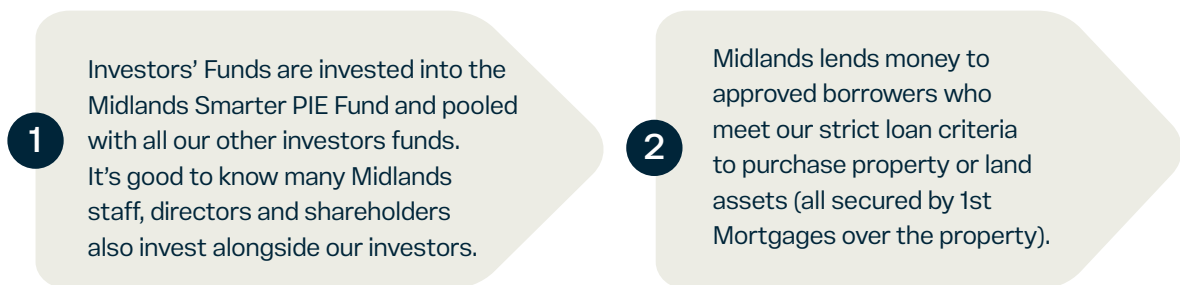 1
Investors’ Funds are invested into the
Midlands Smarter PIE Fund and pooled
with all our other investors funds.
It’s good to know many Midlands
staff, directors and shareholders
also invest alongside our investors.
2
Midlands lends money to
approved borrowers who
meet our strict loan criteria
to purchase property or land
assets (all secured by 1st
Mortgages over the property).